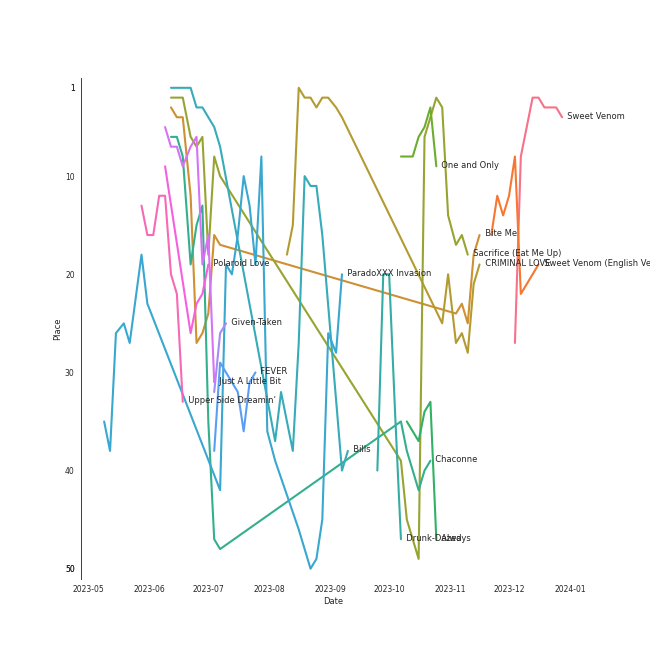 1
10
20
30
40
50
Place
2023-05
2023-06
2023-07
2023-08
2023-09
2023-10
2023-11
2023-12
2024-01
Date
Sweet Venom
One and Only
Bite Me
Sacrifice (Eat Me Up)
CRIMINAL LOVE
Sweet Venom (English Ve
Polaroid Love
ParadoXXX Invasion
Given-Taken
FEVER
Just A Little Bit
Upper Side Dreamin'
Bills
Chaconne
Drunk-Dazed
Always